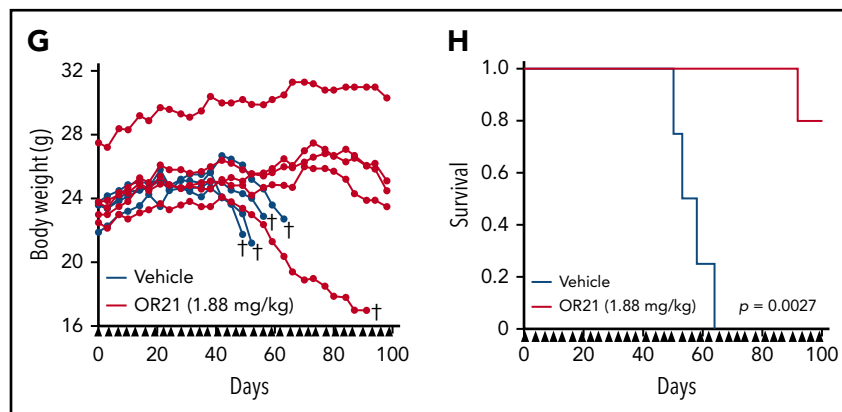 G
Body weight (g)
32
28
24
20
16
† † † † †
Vehicle
OR21 (1.88 mg/kg)
0 20 40 60 80 100
Days
H
Survival
1.0
0.8
0.6
0.4
0.2
0
Vehicle
OR21 (1.88 mg/kg)
p = 0.0027
0 20 40 60 80 100
Days